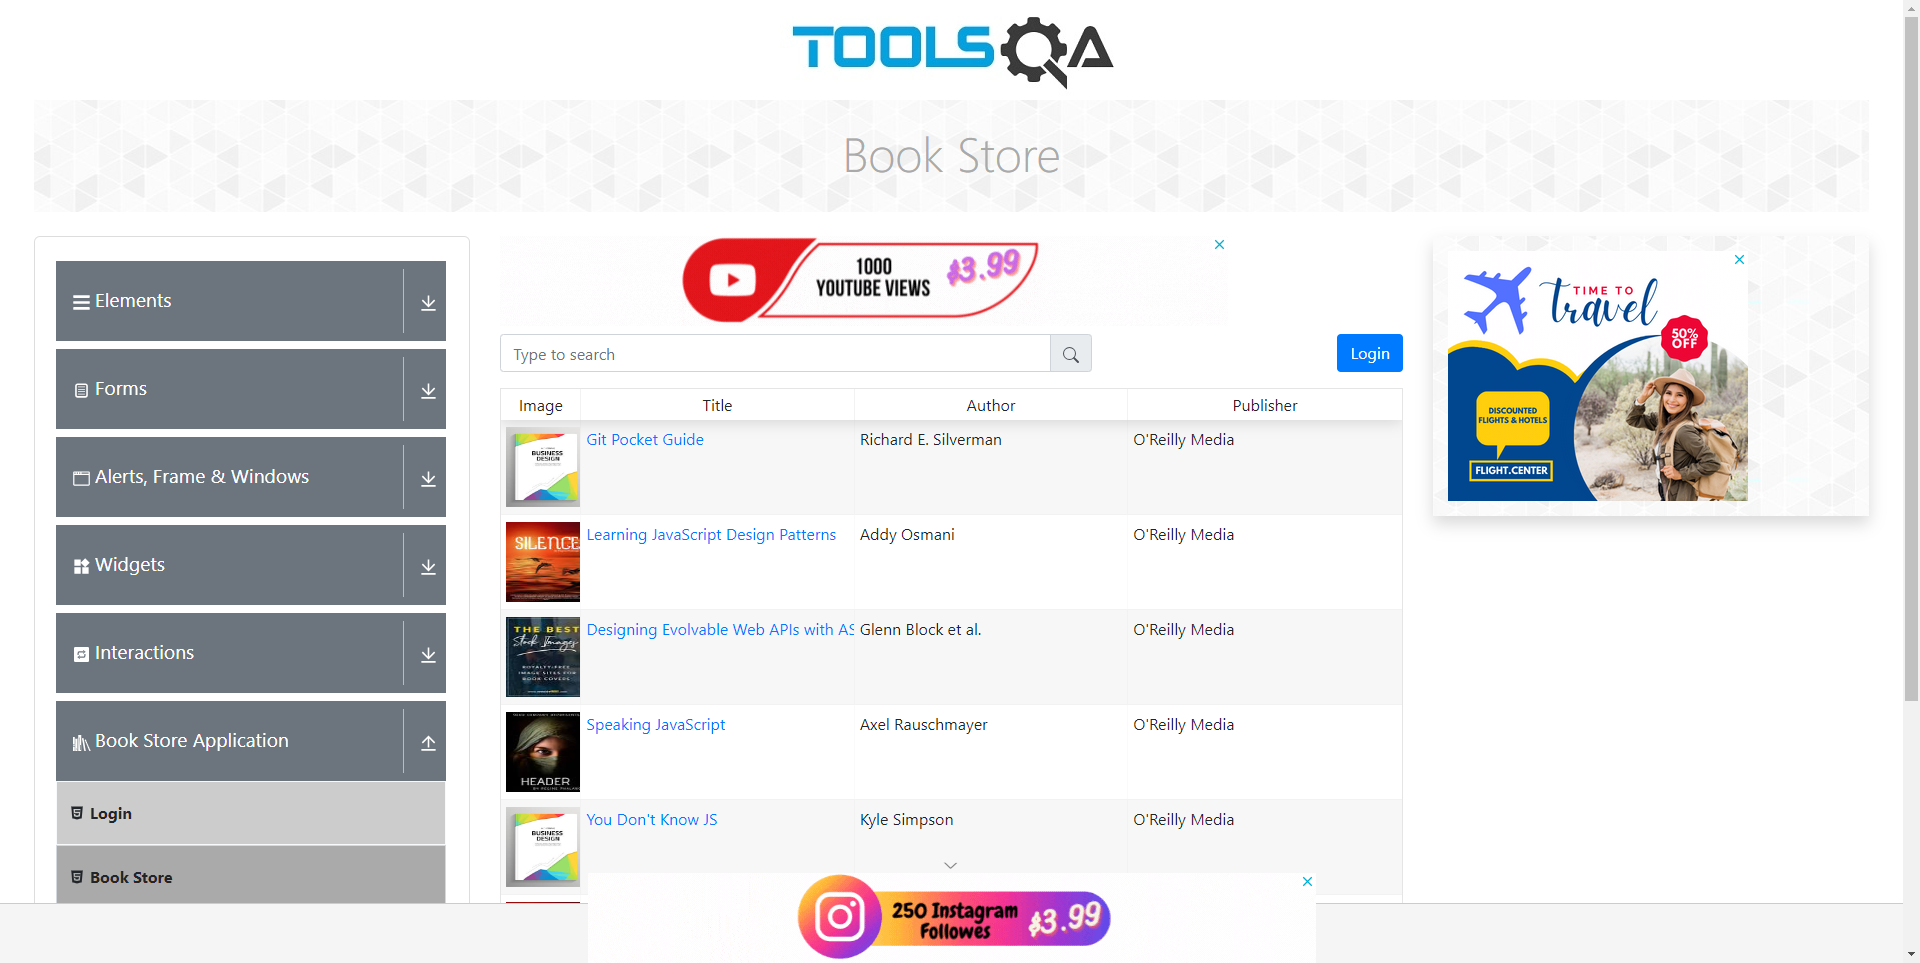 TOOLSQA
Book Store
Elements
Forms
Alerts, Frame & Windows
Widgets
Interactions
Book Store Application
Login
Book Store
1000
YOUTUBE VIEWS
$3.99
Type to search
Login
Image Title Author Publisher
BUSINESS
DESIGN
Git Pocket Guide Richard E. Silverman O'Reilly Media
SILENCE
Learning JavaScript Design Patterns Addy Osmani O'Reilly Media
THE BEST
Stock Images
ROYALTY-FREE
IMAGE SITES FOR
BOOK COVERS
Designing Evolvable Web APIs with AS Glenn Block et al. O'Reilly Media
HEADER
Speaking JavaScript Axel Rauschmayer O'Reilly Media
BUSINESS
DESIGN
You Don't Know JS Kyle Simpson O'Reilly Media
TIME TO
travel
50%
OFF
DISCOUNTED
FLIGHTS & HOTELS
FLIGHT.CENTER
250 Instagram
Followes
$3.99